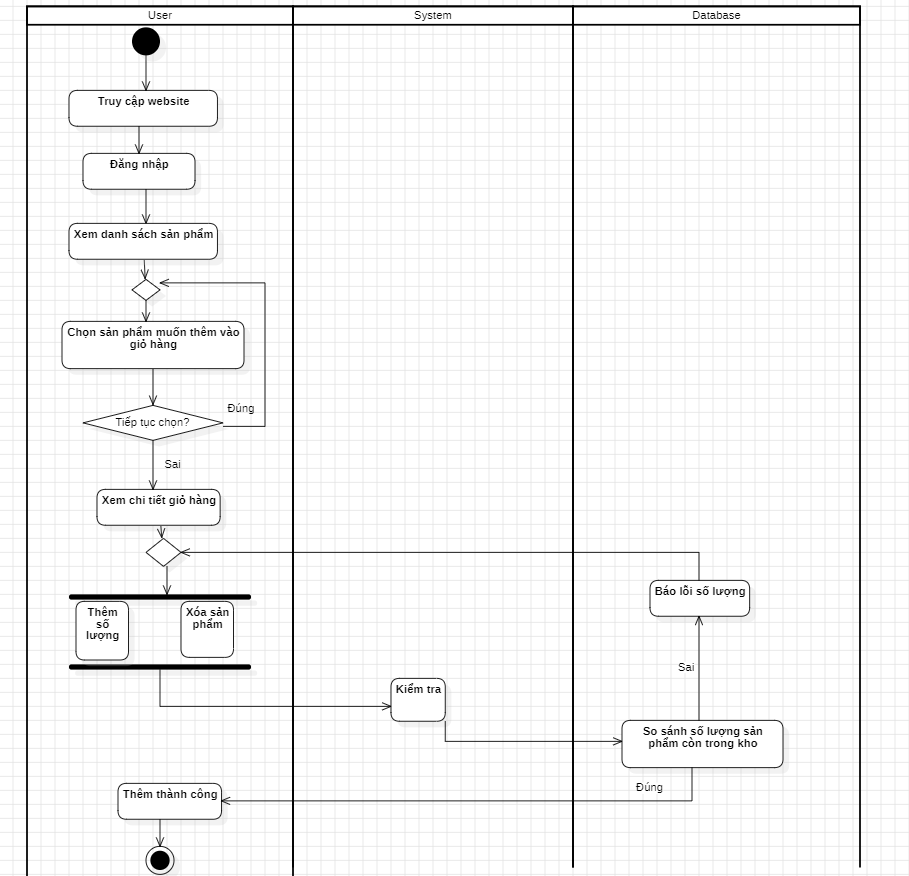 User
System
Database
Truy cập website
Đăng nhập
Xem danh sách sản phẩm
Chọn sản phẩm muốn thêm vào
giỏ hàng
Tiếp tục chọn?
Đúng
Sai
Xem chi tiết giỏ hàng
Thêm
số
lượng
Xóa sản
phẩm
Báo lỗi số lượng
Sai
Kiểm tra
So sánh số lượng sản
phẩm còn trong kho
Đúng
Thêm thành công